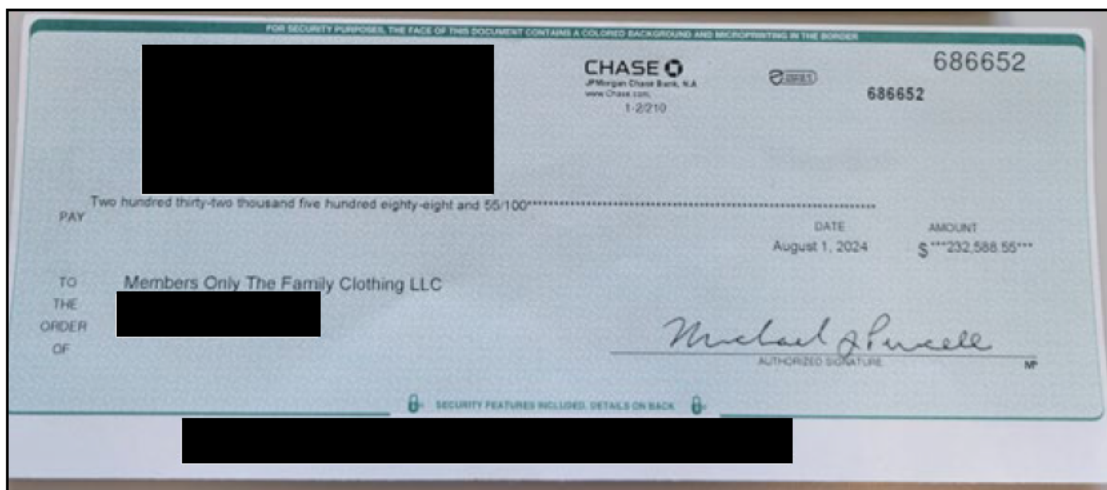 FOR SECURITY PURPOSES, THE FACE OF THIS DOCUMENT CONTAINS A COLORED BACKGROUND AND MICROPRINTING IN THE BORDER
CHASE
JPMorgan Chase Bank, N.A
www.Chase.com
1-2/210
686652
686652
Two hundred thirty-two thousand five hundred eighty-eight and 55/100****
PAY
DATE
AMOUNT
August 1, 2024
$ ***232,588.55***
TO
THE
ORDER
OF
Members Only The Family Clothing LLC
Michael J Purcell
AUTHORIZED SIGNATURE
MP
SECURITY FEATURES INCLUDED. DETAILS ON BACK